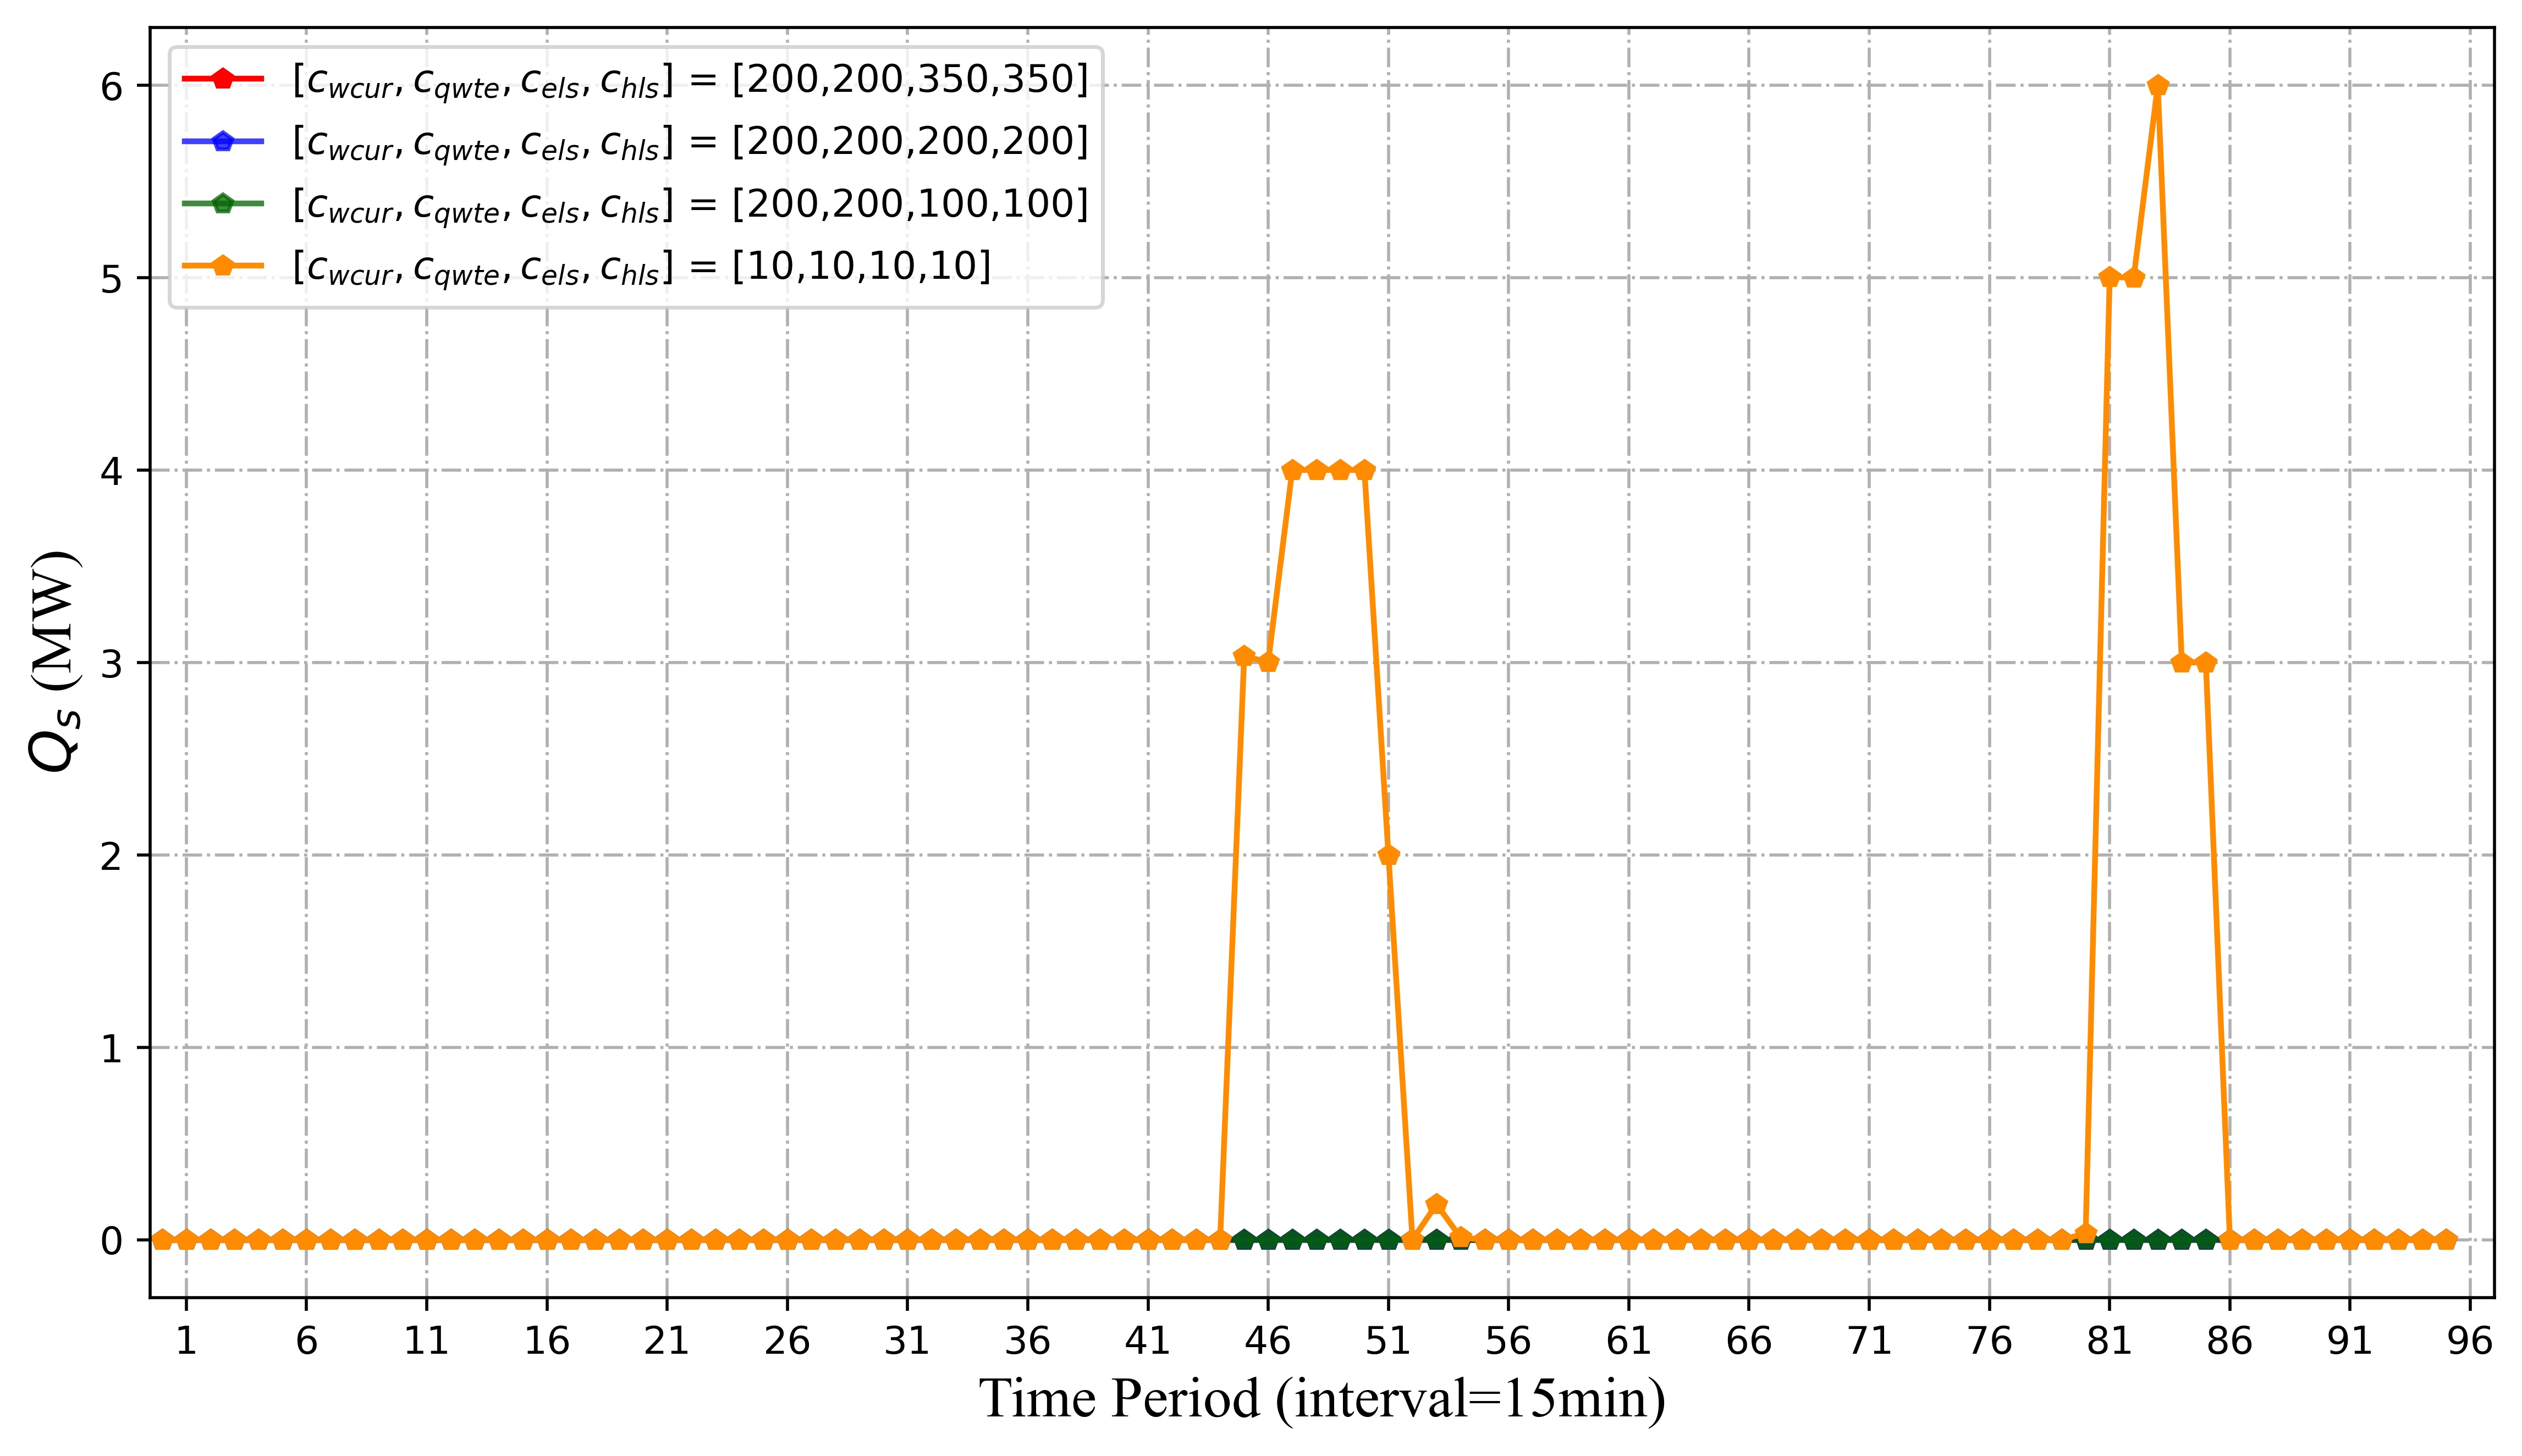 [c_wcur, c_qwte, c_els, c_hls] = [200,200,350,350]
[c_wcur, c_qwte, c_els, c_hls] = [200,200,200,200]
[c_wcur, c_qwte, c_els, c_hls] = [200,200,100,100]
[c_wcur, c_qwte, c_els, c_hls] = [10,10,10,10]
6
5
4
3
2
1
0
Q_s (MW)
1 6 11 16 21 26 31 36 41 46 51 56 61 66 71 76 81 86 91 96
Time Period (interval=15min)